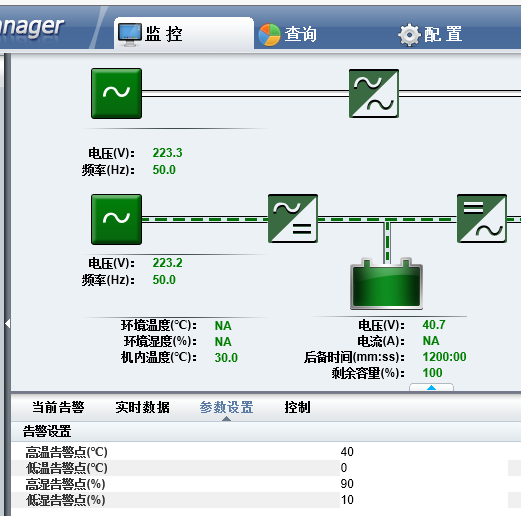 监 控
查询
配 置
电压(V): 223.3
频率(Hz): 50.0
电压(V): 223.2
频率(Hz): 50.0
环境温度(℃): NA
环境湿度(%): NA
机内温度(℃): 30.0
电压(V): 40.7
电流(A): NA
后备时间(mm:ss): 1200:00
剩余容量(%): 100
当前告警 实时数据 参数设置 控制
告警设置
高温告警点(℃) 40
低温告警点(℃) 0
高湿告警点(%) 90
低湿告警点(%) 10